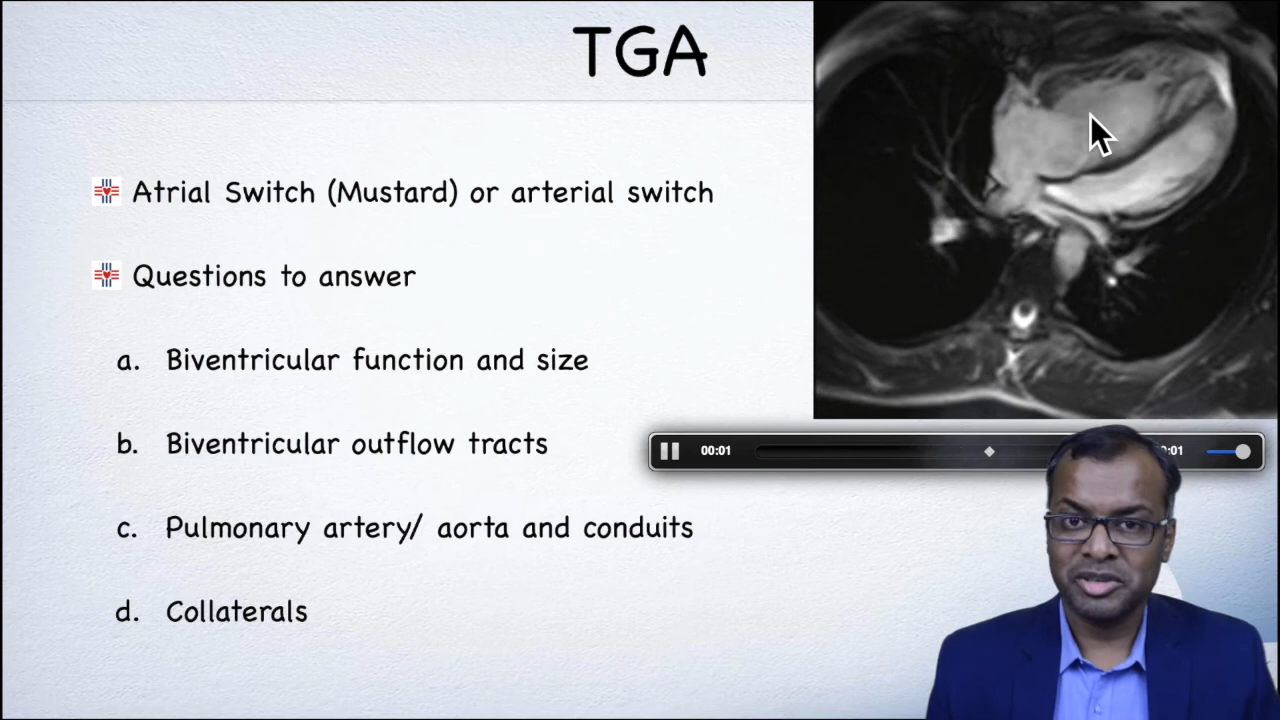 TGA
Atrial Switch (Mustard) or arterial switch
Questions to answer
a. Biventricular function and size
b. Biventricular outflow tracts
c. Pulmonary artery/ aorta and conduits
d. Collaterals
00:01
:01